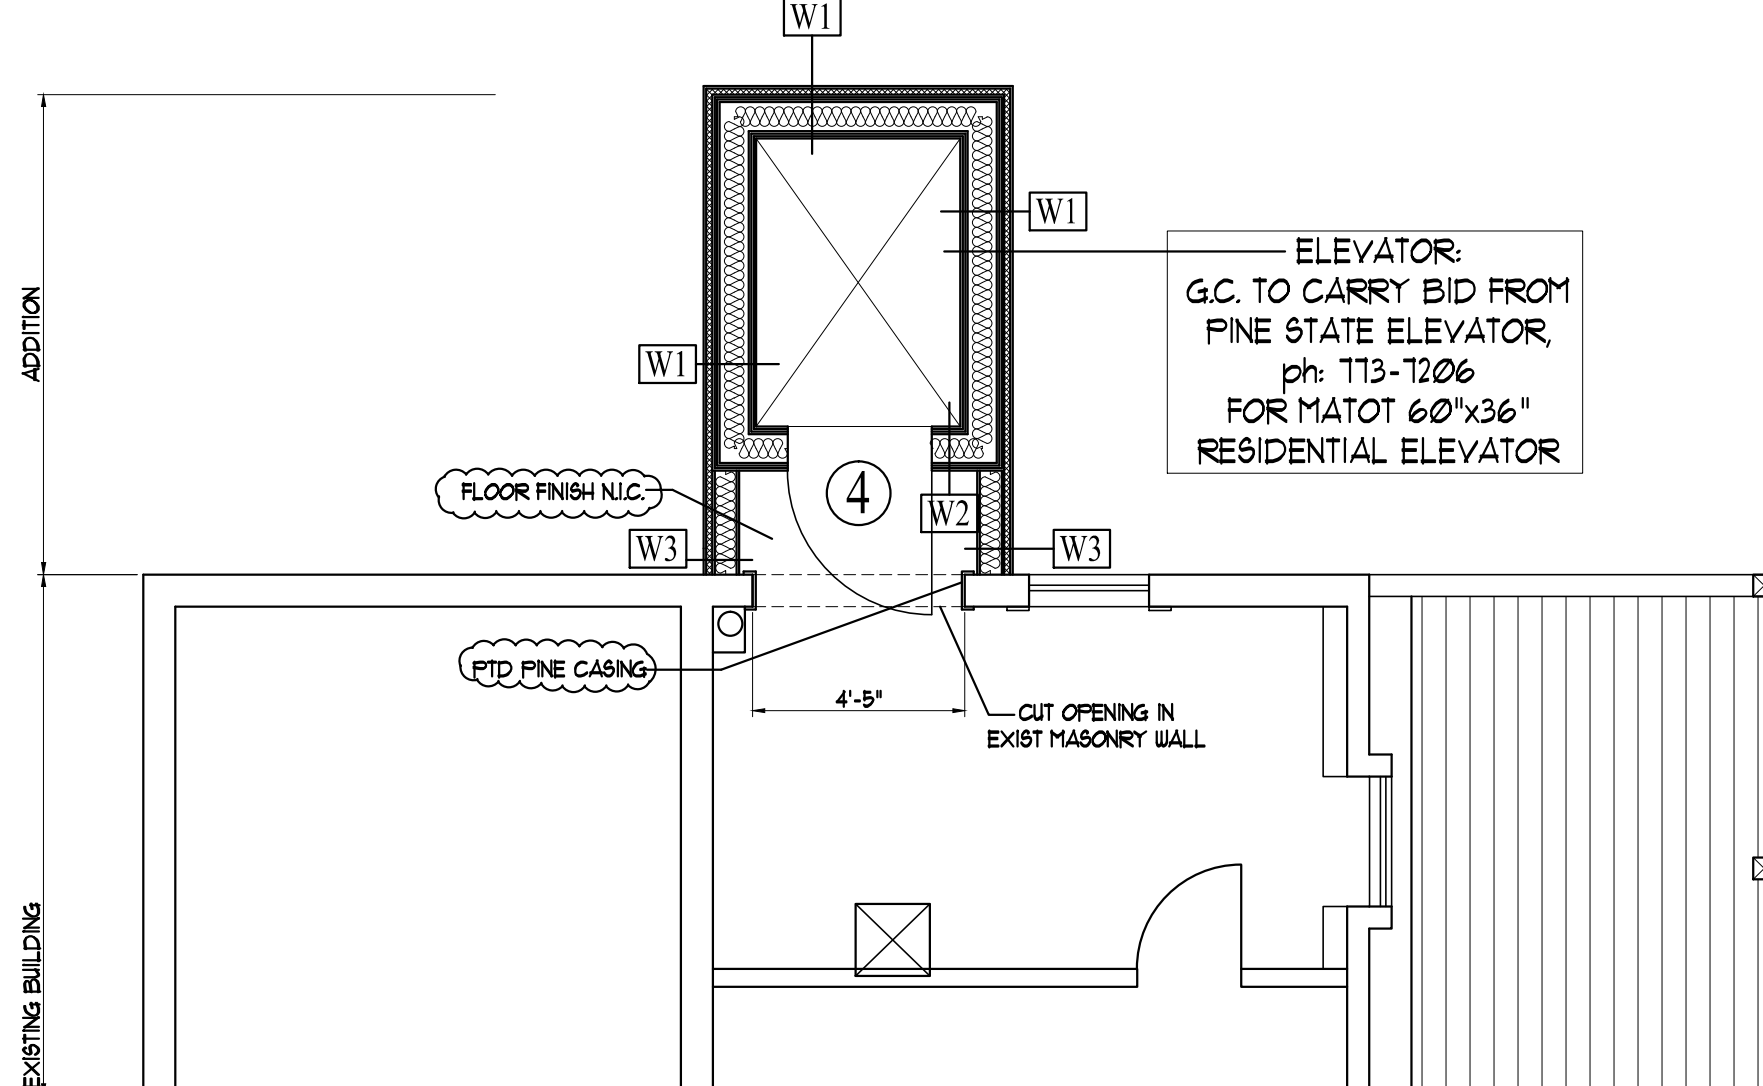 W1
W1
ELEVATOR:
G.C. TO CARRY BID FROM
PINE STATE ELEVATOR,
ph: 773-7206
FOR MATOT 60"x36"
RESIDENTIAL ELEVATOR
ADDITION
W1
FLOOR FINISH N.I.C.
4
W2
W3
W3
PTD PINE CASING
4'-5"
CUT OPENING IN
EXIST MASONRY WALL
EXISTING BUILDING